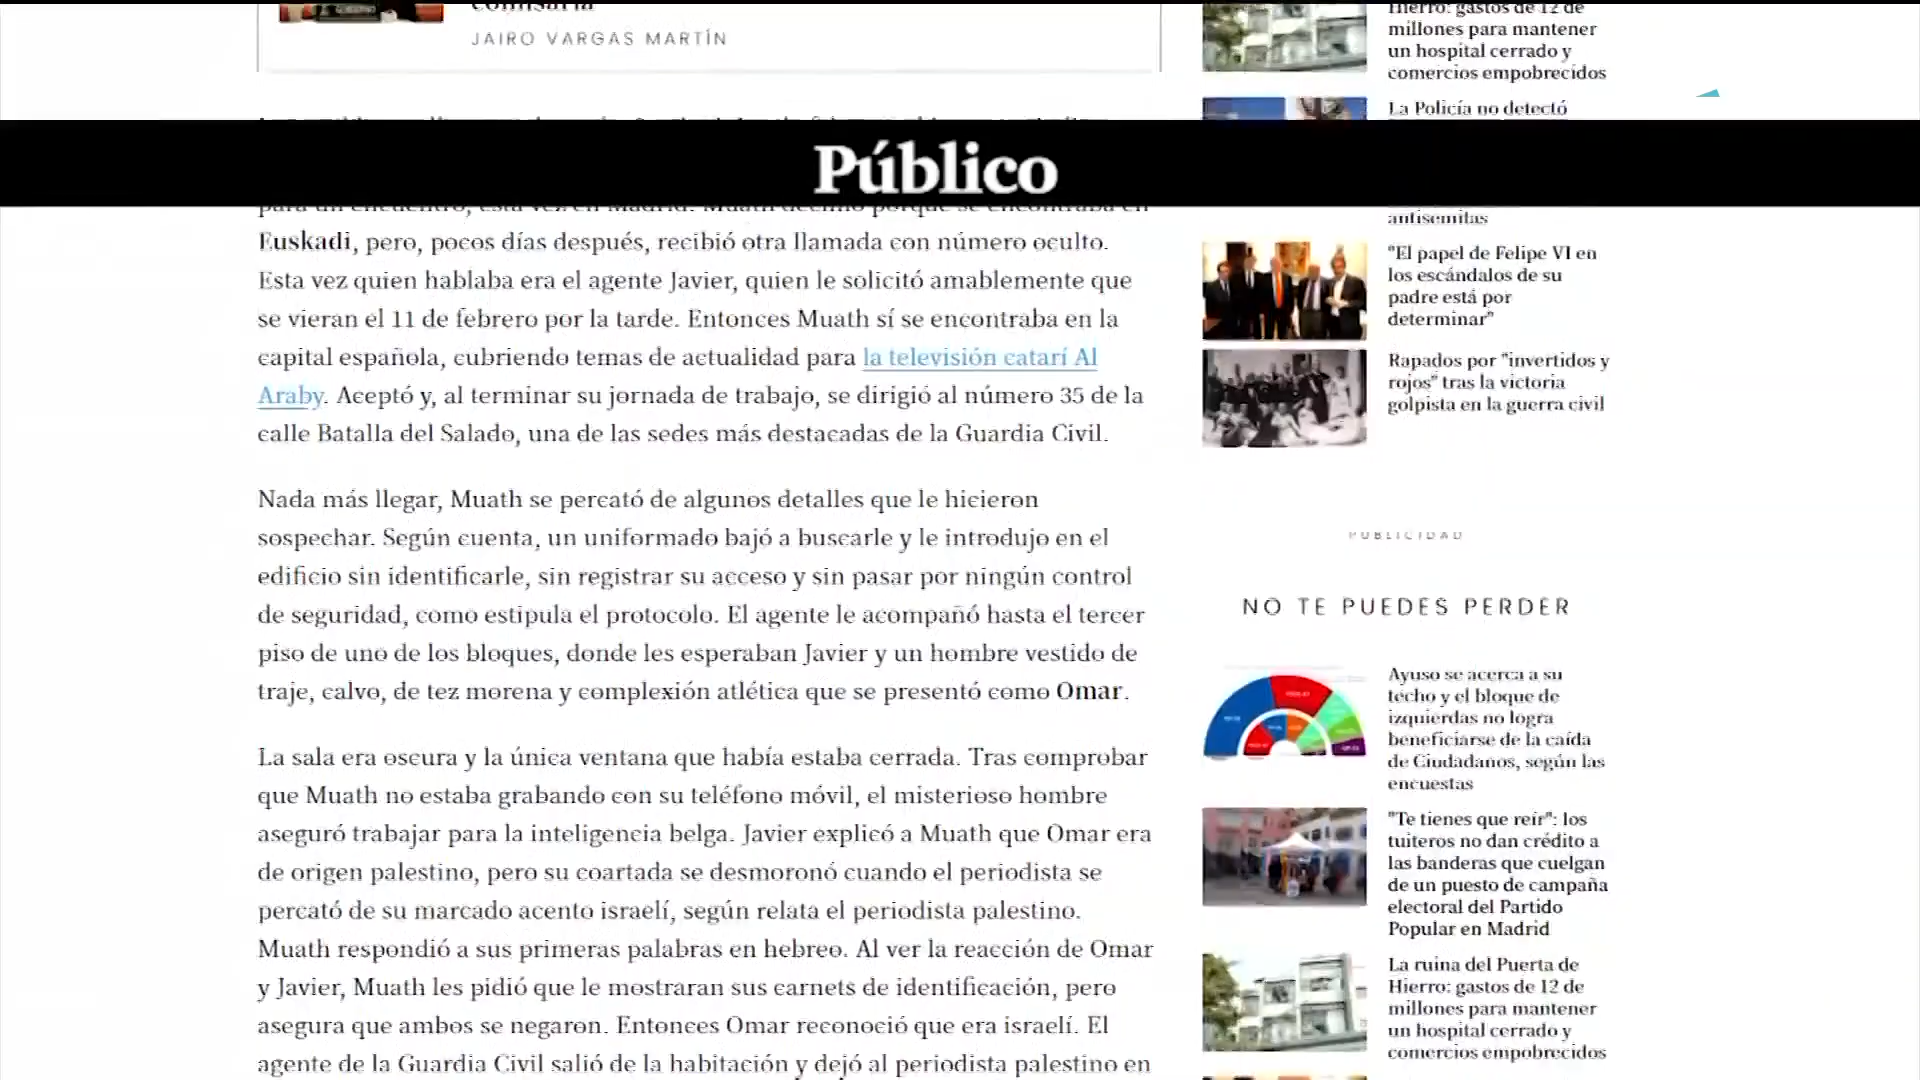 JAIRO VARGAS MARTÍN
Público
Euskadi, pero, pocos días después, recibió otra llamada con número oculto.
Esta vez quien hablaba era el agente Javier, quien le solicitó amablemente que
se vieran el 11 de febrero por la tarde. Entonces Muath sí se encontraba en la
capital española, cubriendo temas de actualidad para la televisión catarí Al
Araby. Aceptó y, al terminar su jornada de trabajo, se dirigió al número 35 de la
calle Batalla del Salado, una de las sedes más destacadas de la Guardia Civil.
Nada más llegar, Muath se percató de algunos detalles que le hicieron
sospechar. Según cuenta, un uniformado bajó a buscarle y le introdujo en el
edificio sin identificarle, sin registrar su acceso y sin pasar por ningún control
de seguridad, como estipula el protocolo. El agente le acompañó hasta el tercer
piso de uno de los bloques, donde les esperaban Javier y un hombre vestido de
traje, calvo, de tez morena y complexión atlética que se presentó como Omar.
La sala era oscura y la única ventana que había estaba cerrada. Tras comprobar
que Muath no estaba grabando con su teléfono móvil, el misterioso hombre
aseguró trabajar para la inteligencia belga. Javier explicó a Muath que Omar era
de origen palestino, pero su coartada se desmoronó cuando el periodista se
percató de su marcado acento israelí, según relata el periodista palestino.
Muath respondió a sus primeras palabras en hebreo. Al ver la reacción de Omar
y Javier, Muath les pidió que le mostraran sus carnets de identificación, pero
asegura que ambos se negaron. Entonces Omar reconoció que era israelí. El
agente de la Guardia Civil salió de la habitación y dejó al periodista palestino en
Hierro: gastos de 12 de
millones para mantener
un hospital cerrado y
comercios empobrecidos
La Policía no detectó
antisemitas
"El papel de Felipe VI en
los escándalos de su
padre está por
determinar"
Rapados por "invertidos y
rojos" tras la victoria
golpista en la guerra civil
PUBLICIDAD
NO TE PUEDES PERDER
Ayuso se acerca a su
techo y el bloque de
izquierdas no logra
beneficiarse de la caída
de Ciudadanos, según las
encuestas
"Te tienes que reír": los
tuiteros no dan crédito a
las banderas que cuelgan
de un puesto de campaña
electoral del Partido
Popular en Madrid
La ruina del Puerta de
Hierro: gastos de 12 de
millones para mantener
un hospital cerrado y
comercios empobrecidos